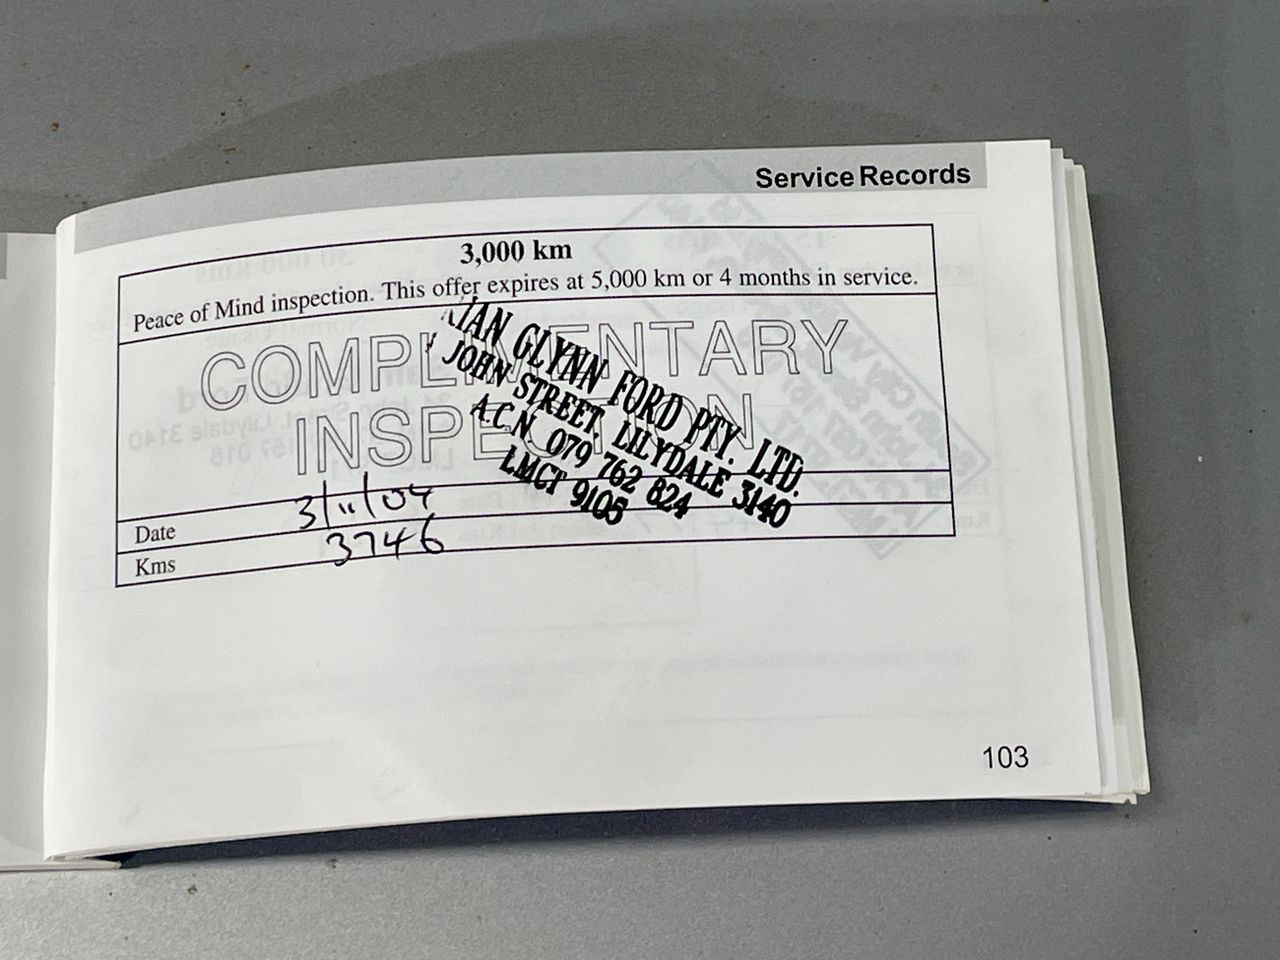 Service Records
3,000 km
Peace of Mind inspection. This offer expires at 5,000 km or 4 months in service.
COMPLIMENTARY
INSPECTION
GLYNN FORD PTY. LTD.
JOHN STREET, LILYDALE 3140
A.C.N. 079 762 824
LMCT 9105
Date 3/11/04
Kms 3746
103